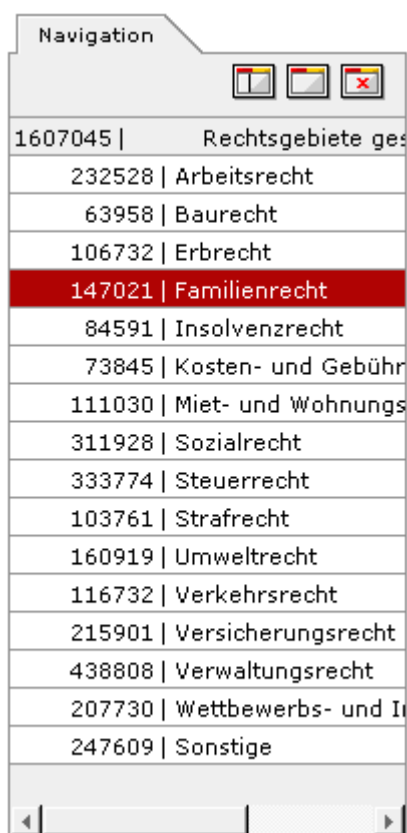 Navigation
1607045| Rechtsgebiete ges
232528| Arbeitsrecht
63958| Baurecht
106732| Erbrecht
147021| Familienrecht
84591| Insolvenzrecht
73845| Kosten- und Gebühr
111030| Miet- und Wohnungs
311928| Sozialrecht
333774| Steuerrecht
103761| Strafrecht
160919| Umweltrecht
116732| Verkehrsrecht
215901| Versicherungsrecht
438808| Verwaltungsrecht
207730| Wettbewerbs- und I
247609| Sonstige